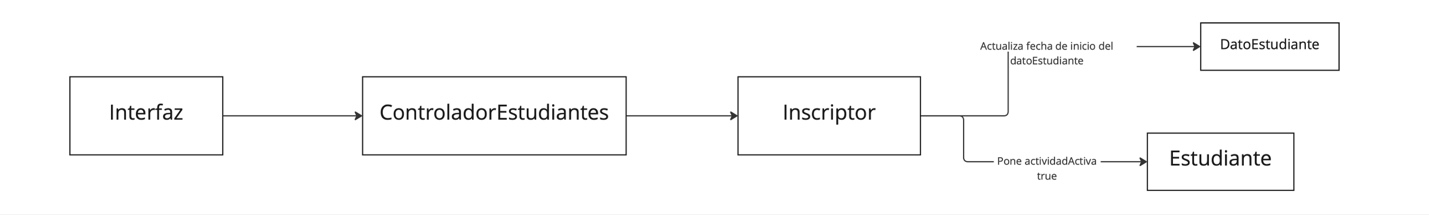 Interfaz
ControladorEstudiantes
Inscriptor
Actualiza fecha de inicio del
datoEstudiante
DatoEstudiante
Pone actividadActiva
true
Estudiante